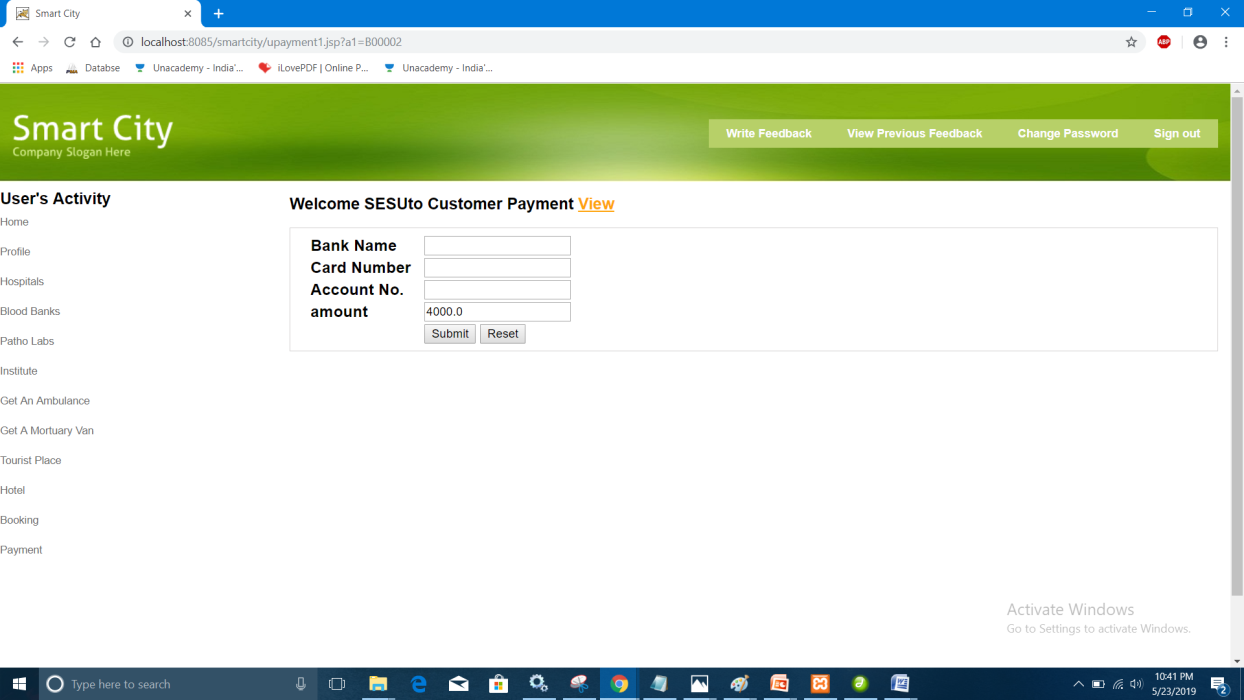 Smart City
localhost:8085/smartcity/upayment1.jsp?a1=B00002
ABP
Apps Databse Unacademy - India'... iLovePDF | Online P... Unacademy - India'...
Smart City
Company Slogan Here
Write Feedback View Previous Feedback Change Password Sign out
User's Activity
Home
Profile
Hospitals
Blood Banks
Patho Labs
Institute
Get An Ambulance
Get A Mortuary Van
Tourist Place
Hotel
Booking
Payment
Welcome SESUto Customer Payment View
Bank Name
Card Number
Account No.
amount 4000.0
Submit Reset
Activate Windows
Go to Settings to activate Windows.
Type here to search
10:41 PM
5/23/2019
2